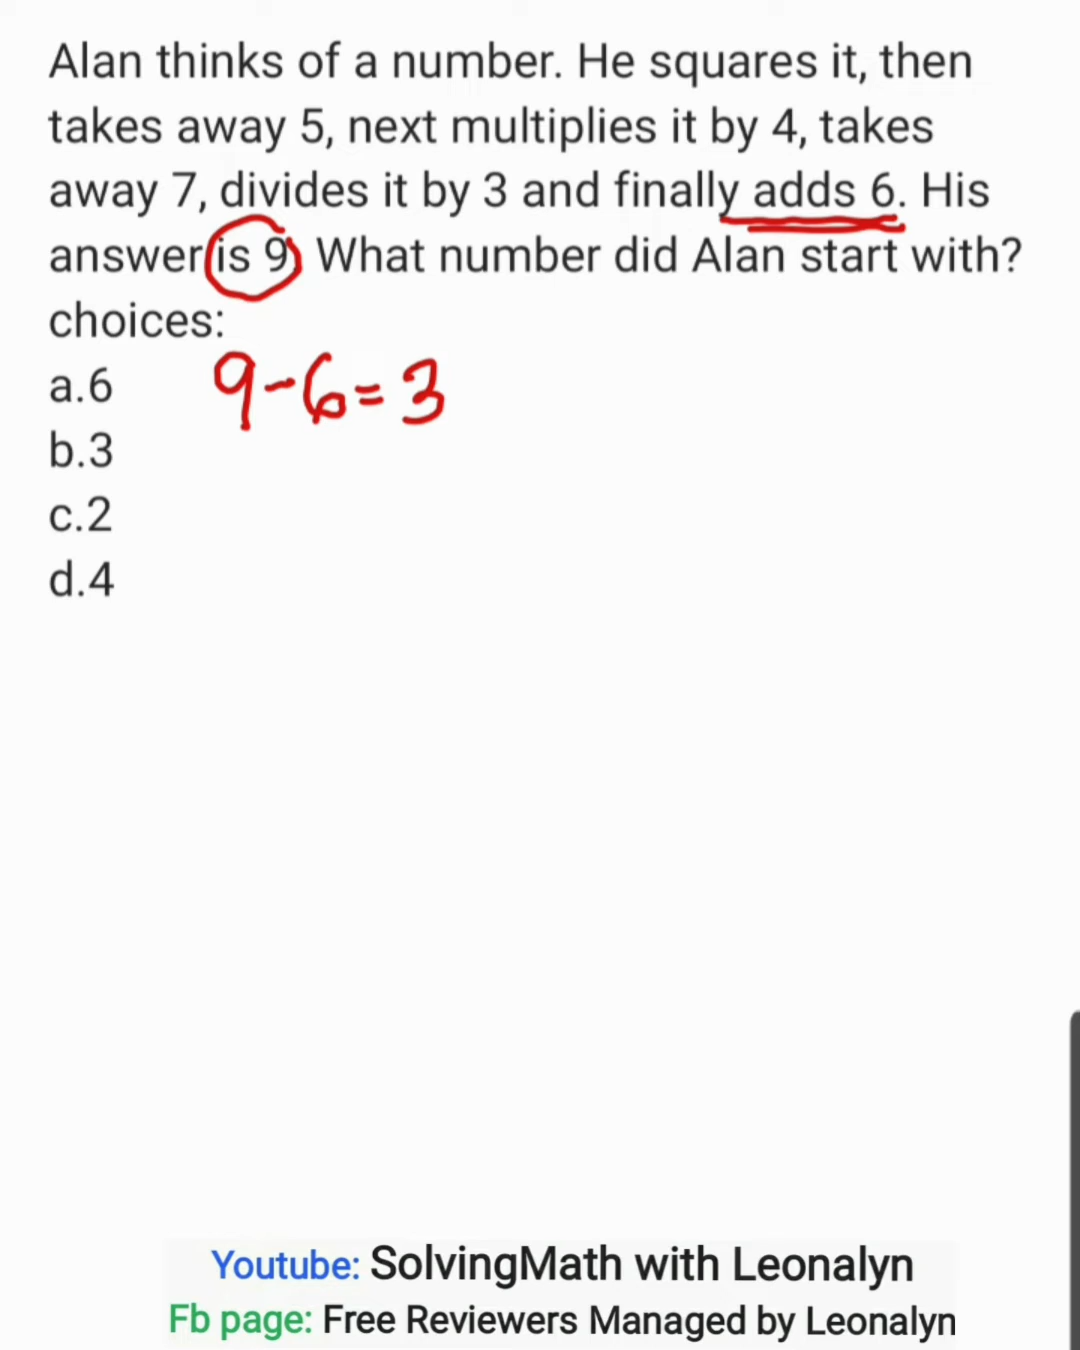 Alan thinks of a number. He squares it, then
takes away 5, next multiplies it by 4, takes
away 7, divides it by 3 and finally adds 6. His
answer is 9. What number did Alan start with?
choices:
a.6
9-6=3
b.3
c.2
d.4
Youtube: SolvingMath with Leonalyn
Fb page: Free Reviewers Managed by Leonalyn